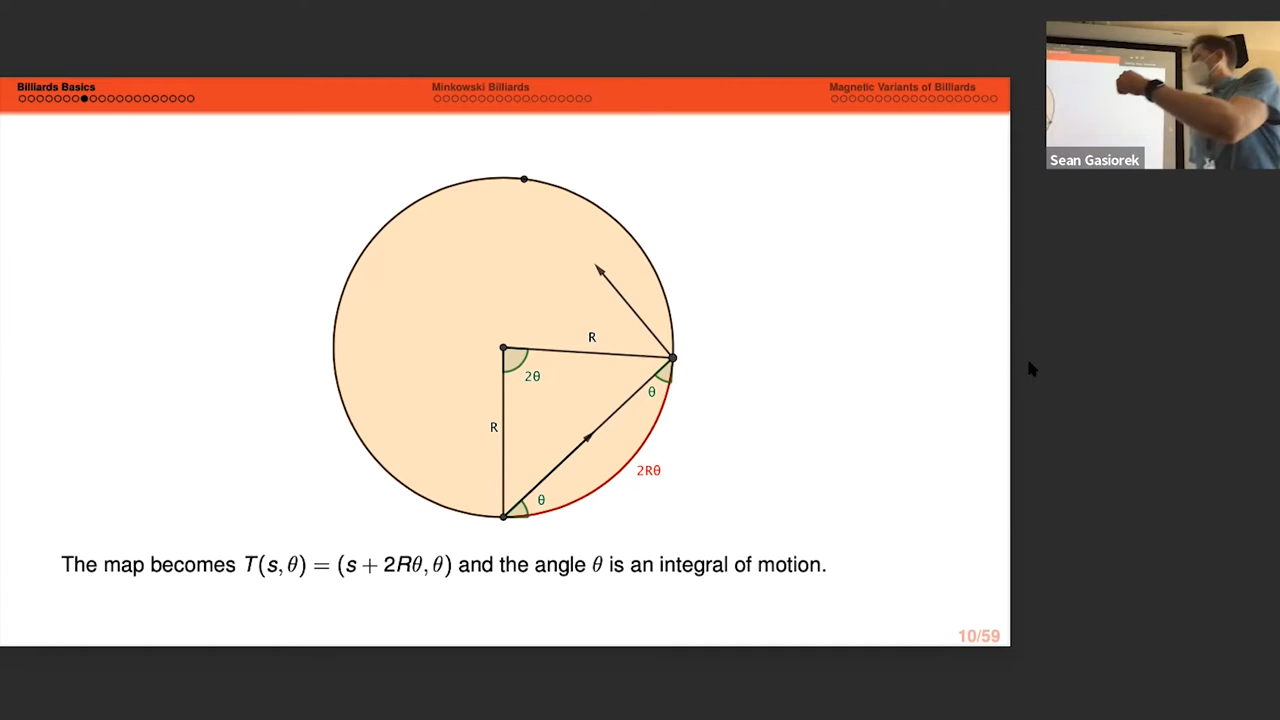 Billiards Basics
Minkowski Billiards
Magnetic Variants of Billiards
Sean Gasiorek
R
2θ
θ
R
2Rθ
θ
The map becomes T(s, θ) = (s + 2Rθ, θ) and the angle θ is an integral of motion.
10/59